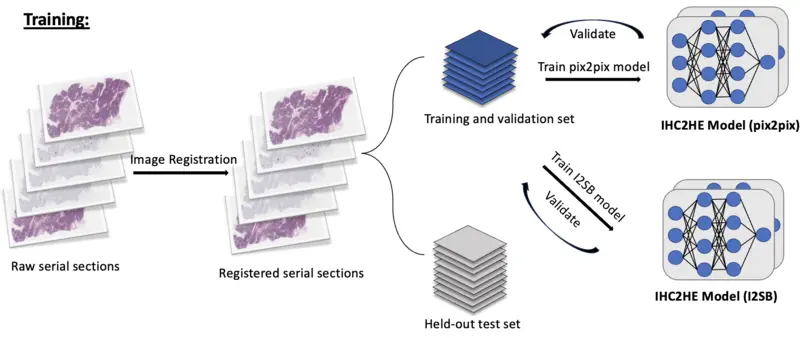 Training:
Validate
Train pix2pix model
Training and validation set
IHC2HE Model (pix2pix)
Image Registration
Train I2SB model
Validate
Raw serial sections
Registered serial sections
IHC2HE Model (I2SB)
Held-out test set